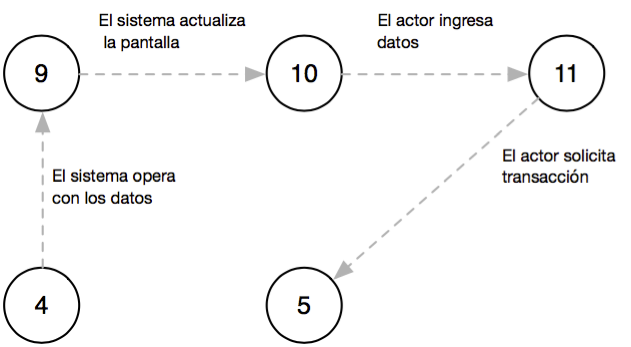 El sistema actualiza
la pantalla
El actor ingresa
datos
9
10
11
El sistema opera
con los datos
El actor solicita
transacción
4
5